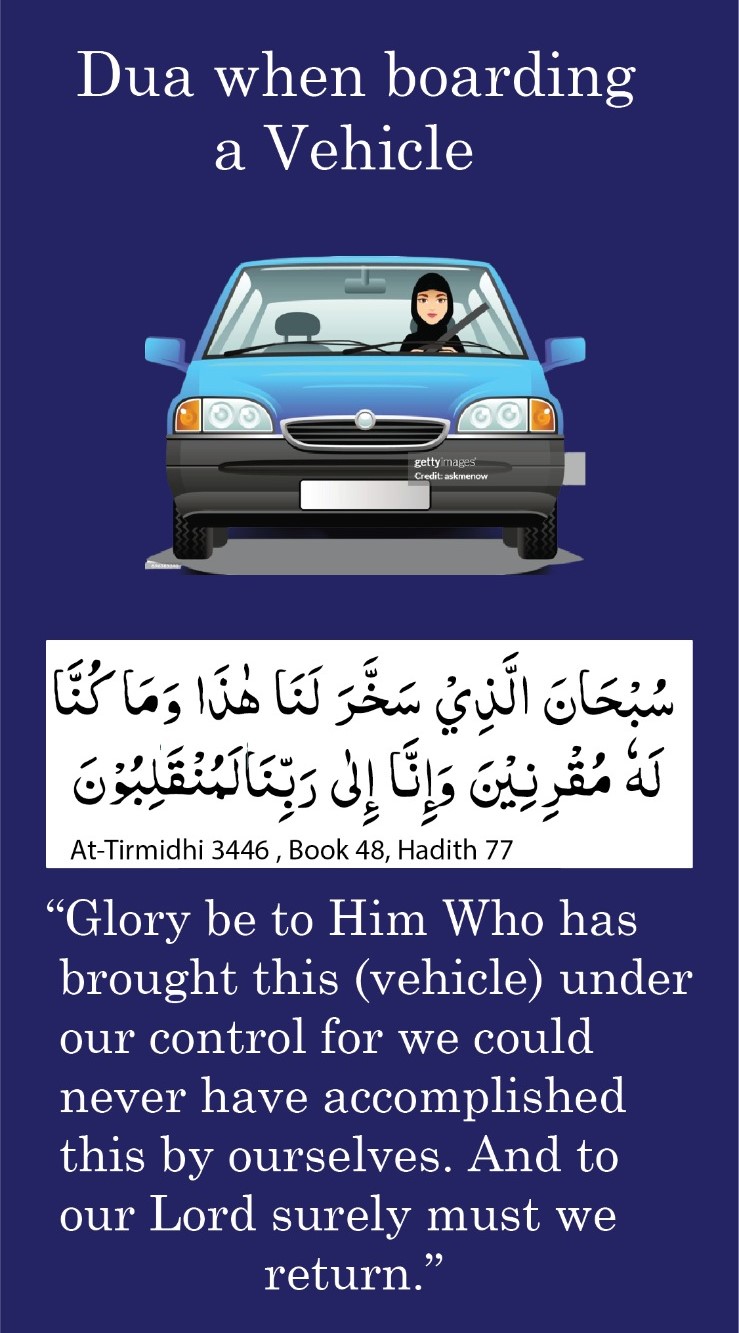 Dua when boarding
a Vehicle
gettyimages®
Credit: askmenow
سُبْحَانَ الَّذِيْ سَخَّرَ لَنَا هٰذَا وَمَا كُنَّا
لَهٗ مُقْرِنِيْنَ وَإِنَّا إِلٰى رَبِّنَالَمُنْقَلِبُوْنَ
At-Tirmidhi 3446 , Book 48, Hadith 77
“Glory be to Him Who has
brought this (vehicle) under
our control for we could
never have accomplished
this by ourselves. And to
our Lord surely must we
return.”